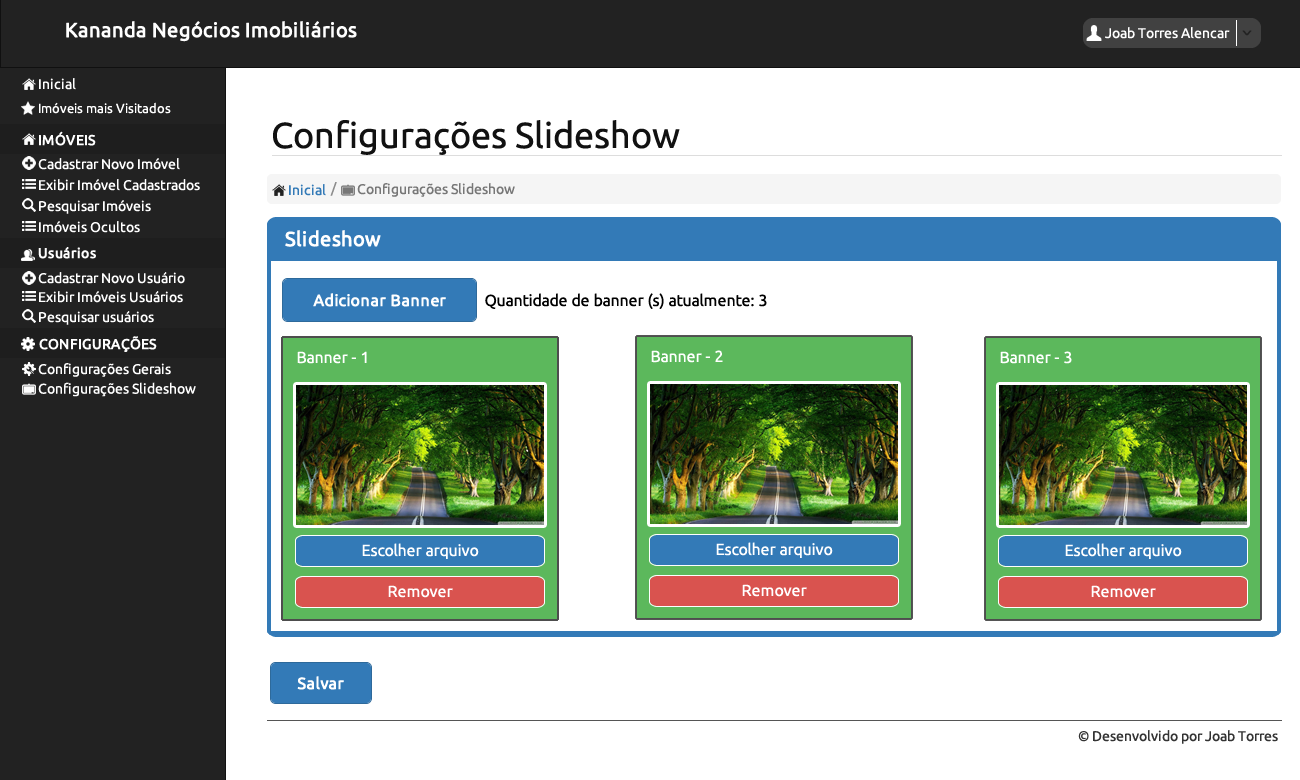 Kananda Negócios Imobiliários
Joab Torres Alencar
Inicial
Imóveis mais Visitados
IMÓVEIS
Cadastrar Novo Imóvel
Exibir Imóvel Cadastrados
Pesquisar Imóveis
Imóveis Ocultos
Usuários
Cadastrar Novo Usuário
Exibir Imóveis Usuários
Pesquisar usuários
CONFIGURAÇÕES
Configurações Gerais
Configurações Slideshow
Configurações Slideshow
Inicial / Configurações Slideshow
Slideshow
Adicionar Banner Quantidade de banner (s) atualmente: 3
Banner - 1
Escolher arquivo
Remover
Banner - 2
Escolher arquivo
Remover
Banner - 3
Escolher arquivo
Remover
Salvar
© Desenvolvido por Joab Torres